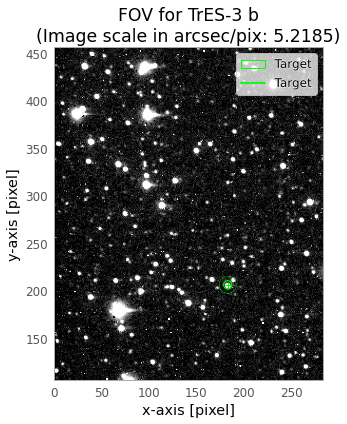 FOV for TrES-3 b
(Image scale in arcsec/pix: 5.2185)
Target
Target
450
400
350
300
250
200
150
y-axis [pixel]
0 50 100 150 200 250
x-axis [pixel]